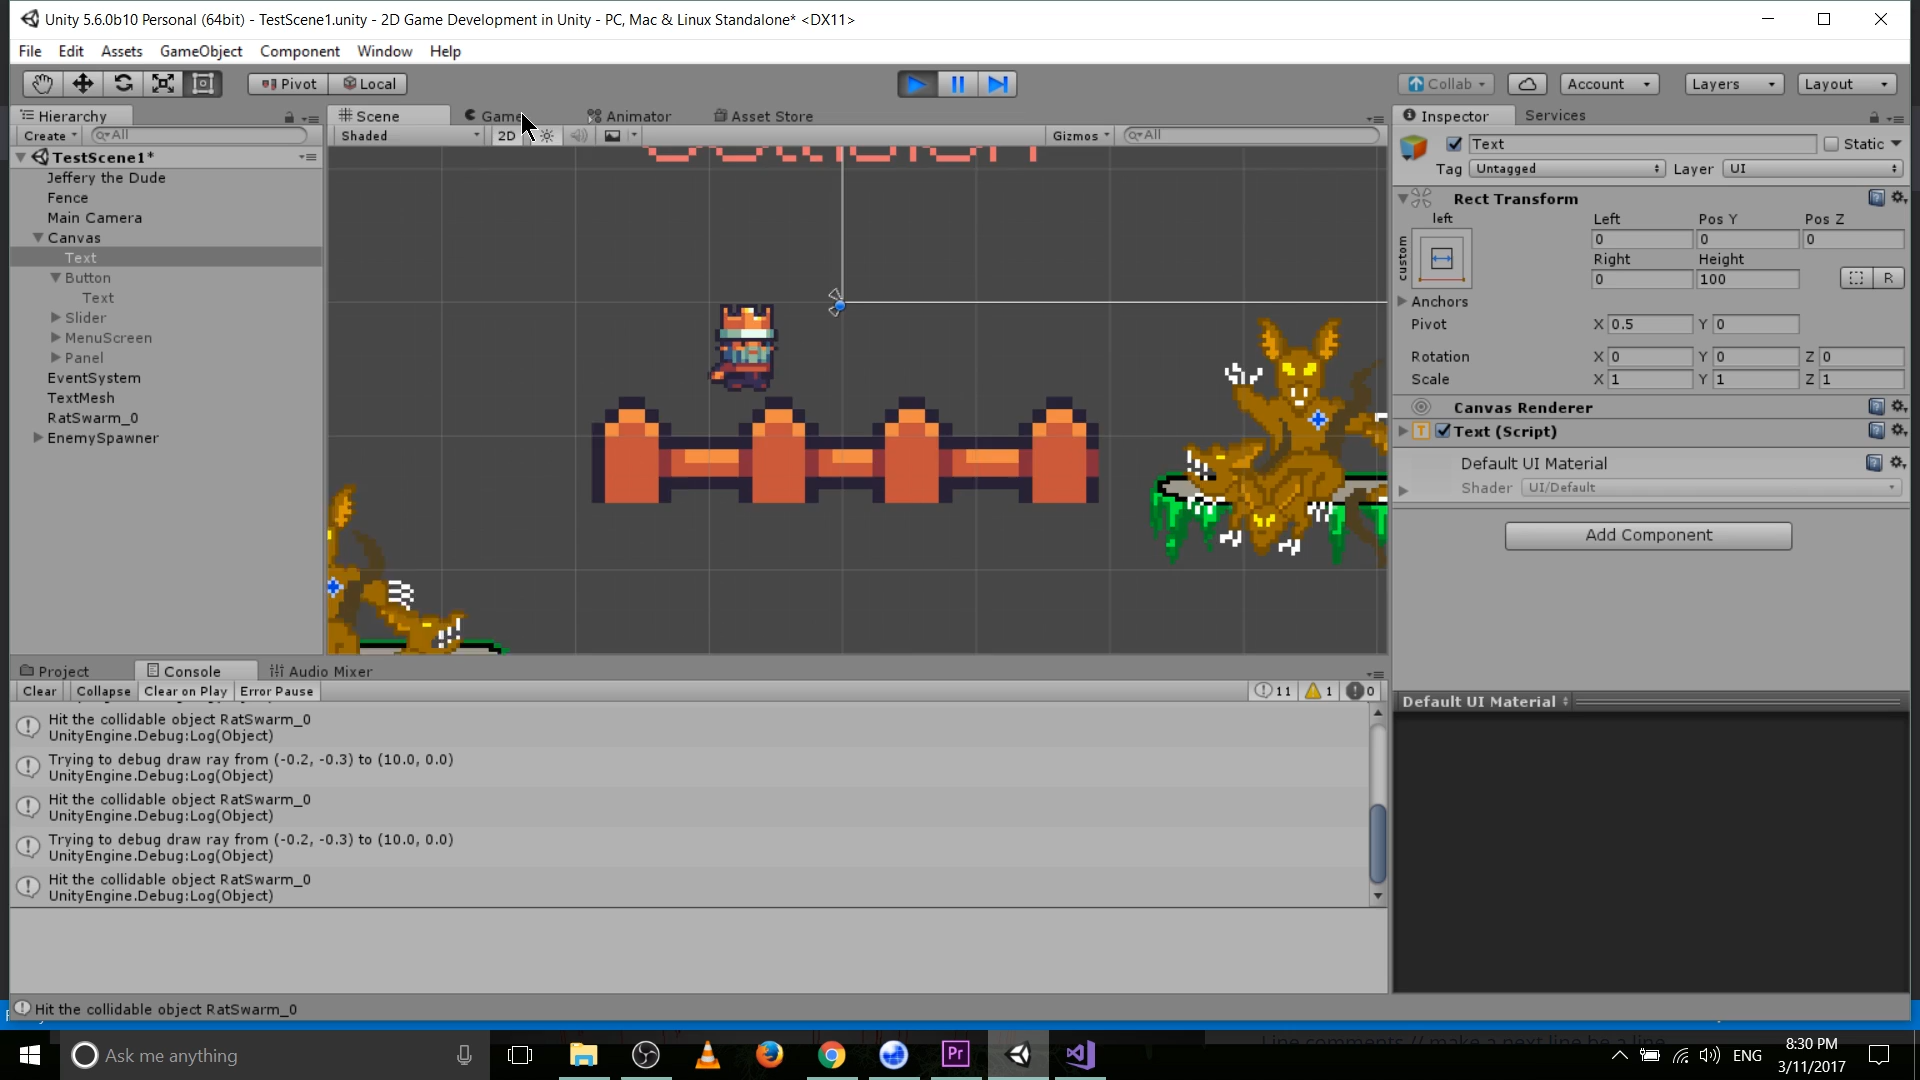 Unity 5.6.0b10 Personal (64bit) - TestScene1.unity - 2D Game Development in Unity - PC, Mac & Linux Standalone* <DX11>
File Edit Assets GameObject Component Window Help
Pivot Local Collab Account Layers Layout
Hierarchy Scene Game Animator Asset Store Inspector Services
Create All Shaded 2D Gizmos All
Text Static
Tag Untagged Layer UI
TestScene1*
Jeffery the Dude
Fence
Main Camera
Canvas
Text
Button
Text
Slider
MenuScreen
Panel
EventSystem
TextMesh
RatSwarm_0
EnemySpawner
Rect Transform
left Left Pos Y Pos Z
custom
0 0 0
Right Height
0 100 R
Anchors
Pivot X 0.5 Y 0
Rotation X 0 Y 0 Z 0
Scale X 1 Y 1 Z 1
Canvas Renderer
Text (Script)
Default UI Material
Shader UI/Default
Add Component
Project Console Audio Mixer
Clear Collapse Clear on Play Error Pause 11 1 0
Default UI Material
Hit the collidable object RatSwarm_0
UnityEngine.Debug:Log(Object)
Trying to debug draw ray from (-0.2, -0.3) to (10.0, 0.0)
UnityEngine.Debug:Log(Object)
Hit the collidable object RatSwarm_0
UnityEngine.Debug:Log(Object)
Trying to debug draw ray from (-0.2, -0.3) to (10.0, 0.0)
UnityEngine.Debug:Log(Object)
Hit the collidable object RatSwarm_0
UnityEngine.Debug:Log(Object)
Hit the collidable object RatSwarm_0
Ask me anything
Pr
ENG
8:30 PM
3/11/2017